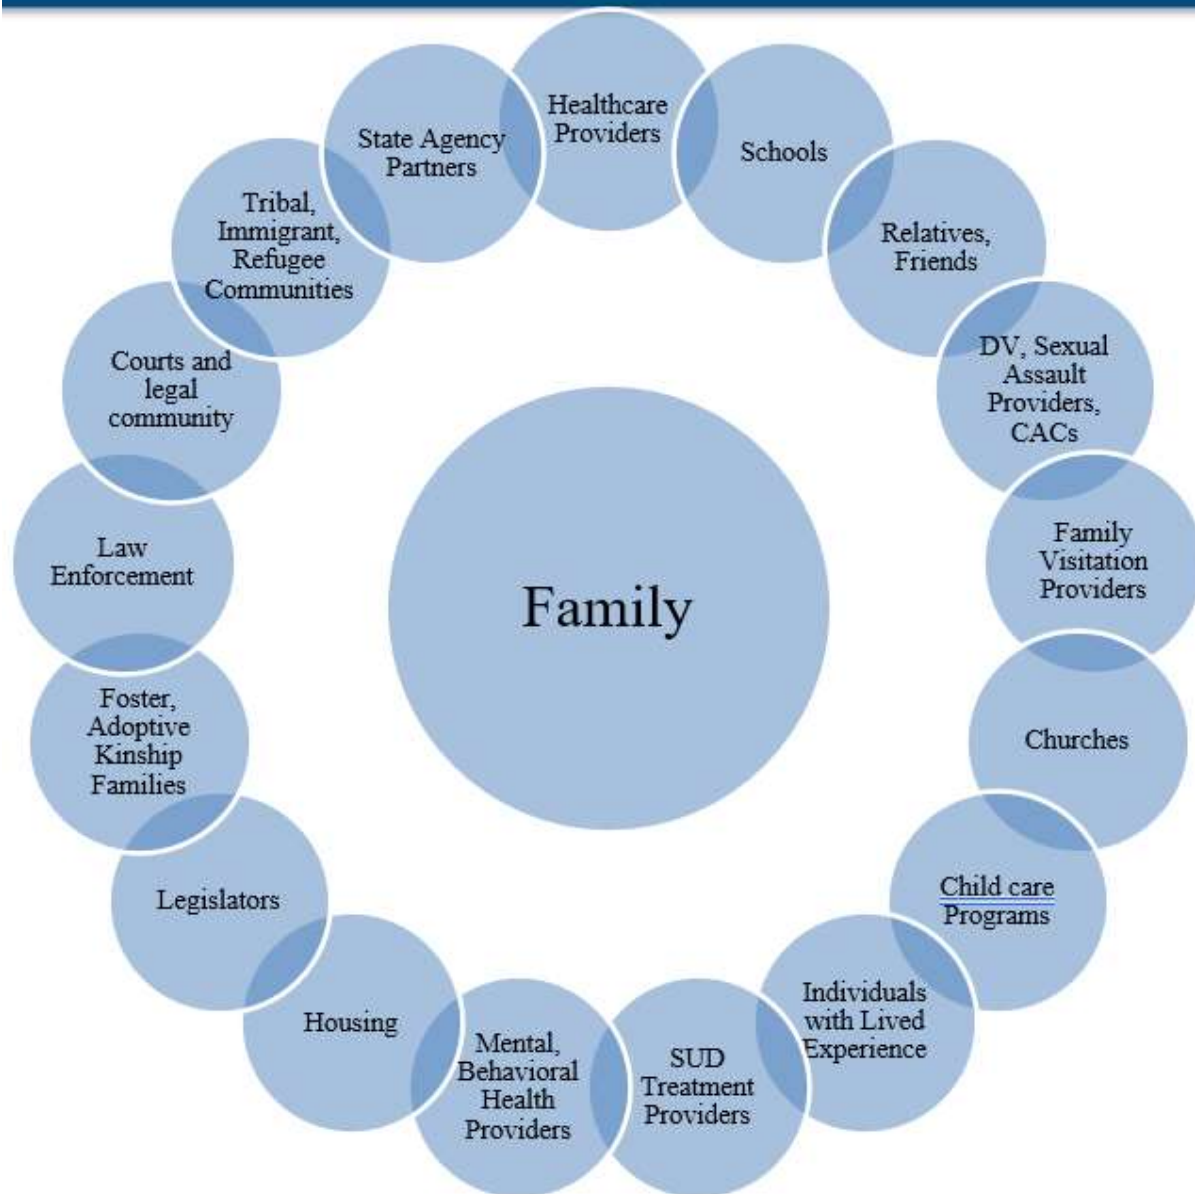 Healthcare
Providers
Schools
Relatives,
Friends
DV, Sexual
Assault
Providers,
CACs
Family
Visitation
Providers
Churches
Child care
Programs
Individuals
with Lived
Experience
SUD
Treatment
Providers
Mental,
Behavioral
Health
Providers
Housing
Legislators
Foster,
Adoptive
Kinship
Families
Law
Enforcement
Courts and
legal
community
Tribal,
Immigrant,
Refugee
Communities
State Agency
Partners
Family